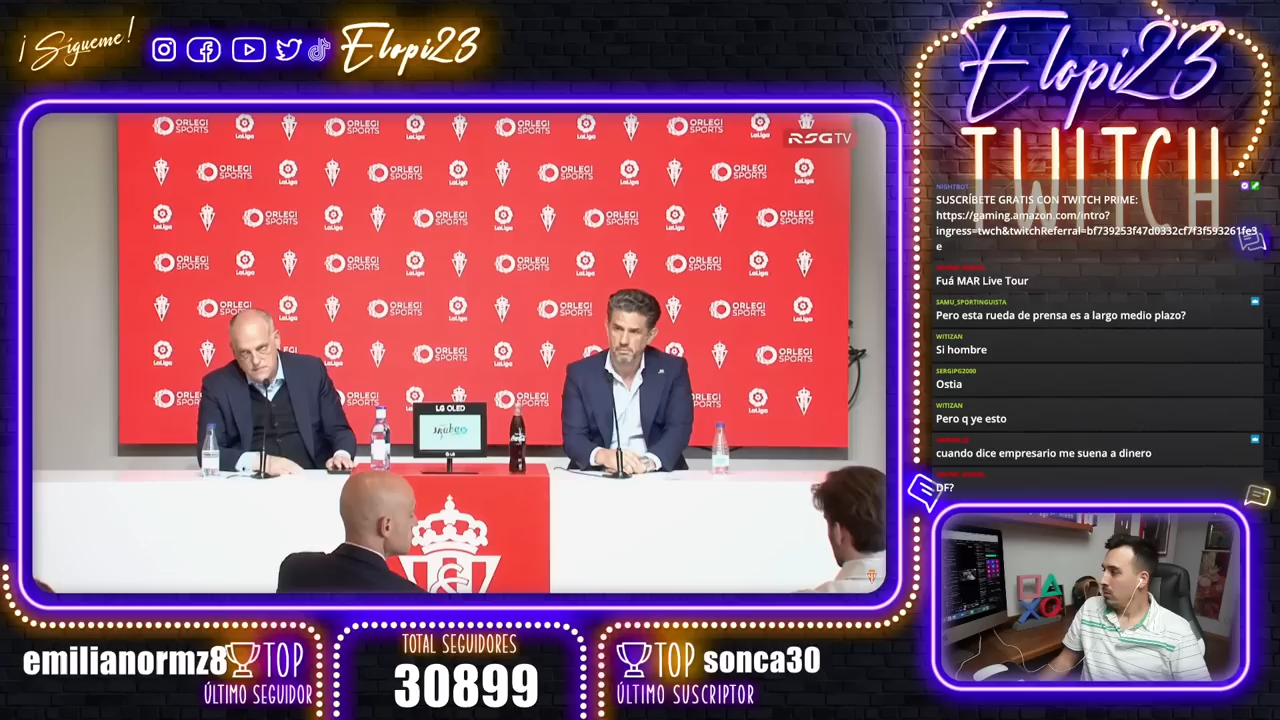 ¡Sígueme!
Elopi23
Elopi23
TWITCH
ORLEGI SPORTS
LaLiga
RSGTV
LG OLED
LG
NIGHTBOT
SUSCRÍBETE GRATIS CON TWITCH PRIME:
https://gaming.amazon.com/intro?
ingress=twch&twitchReferral=bf739253f47d0332cf7f3f593261fe3
e
Fuá MAR Live Tour
SAMU_SPORTINGUISTA
Pero esta rueda de prensa es a largo medio plazo?
WITIZAN
Si hombre
SERGIPG2000
Ostia
WITIZAN
Pero q ye esto
cuando dice empresario me suena a dinero
DF?
emilianormz8
TOP
ÚLTIMO SEGUIDOR
TOTAL SEGUIDORES
30899
TOP
sonca30
ÚLTIMO SUSCRIPTOR